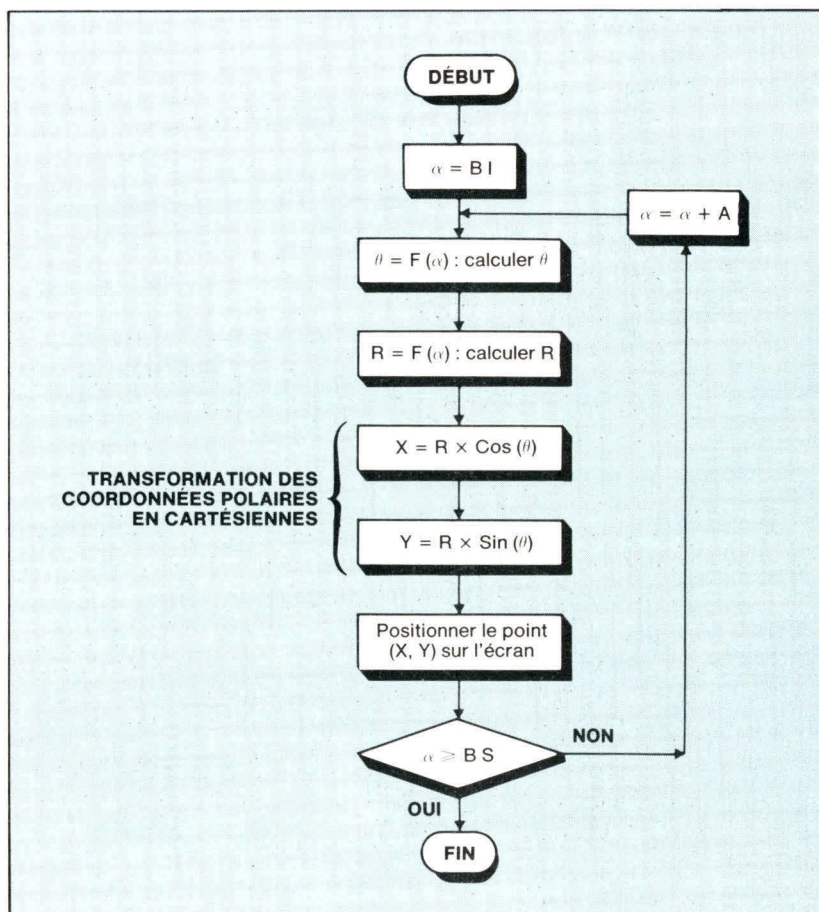 DÉBUT
α = B I
α = α + A
θ = F (α) : calculer θ
R = F (α) : calculer R
TRANSFORMATION DES
COORDONNÉES POLAIRES
EN CARTÉSIENNES
X = R × Cos (θ)
Y = R × Sin (θ)
Positionner le point
(X, Y) sur l'écran
α ⩾ B S
NON
OUI
FIN